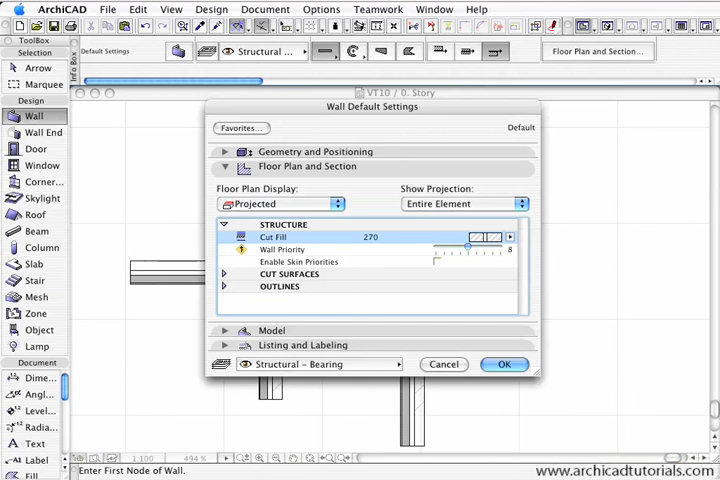 ArchiCAD File Edit View Design Document Options Teamwork Window Help
ToolBox
Selection
Arrow
Marquee
Design
Wall
Wall End
Door
Window
Corner...
Skylight
Roof
Beam
Column
Slab
Stair
Mesh
Zone
Object
Lamp
Document
Dime...
Angl...
Level...
Radia...
Text
Label
Fill
Info Box
Default Settings
Structural ...
Floor Plan and Section...
VT10 / 0. Story
Wall Default Settings
Favorites... Default
Geometry and Positioning
Floor Plan and Section
Floor Plan Display: Show Projection:
Projected Entire Element
STRUCTURE
Cut Fill 270
Wall Priority 8
Enable Skin Priorities
CUT SURFACES
OUTLINES
Model
Listing and Labeling
Structural - Bearing Cancel OK
1:100 494 %
Enter First Node of Wall.
www.archicadtutorials.com